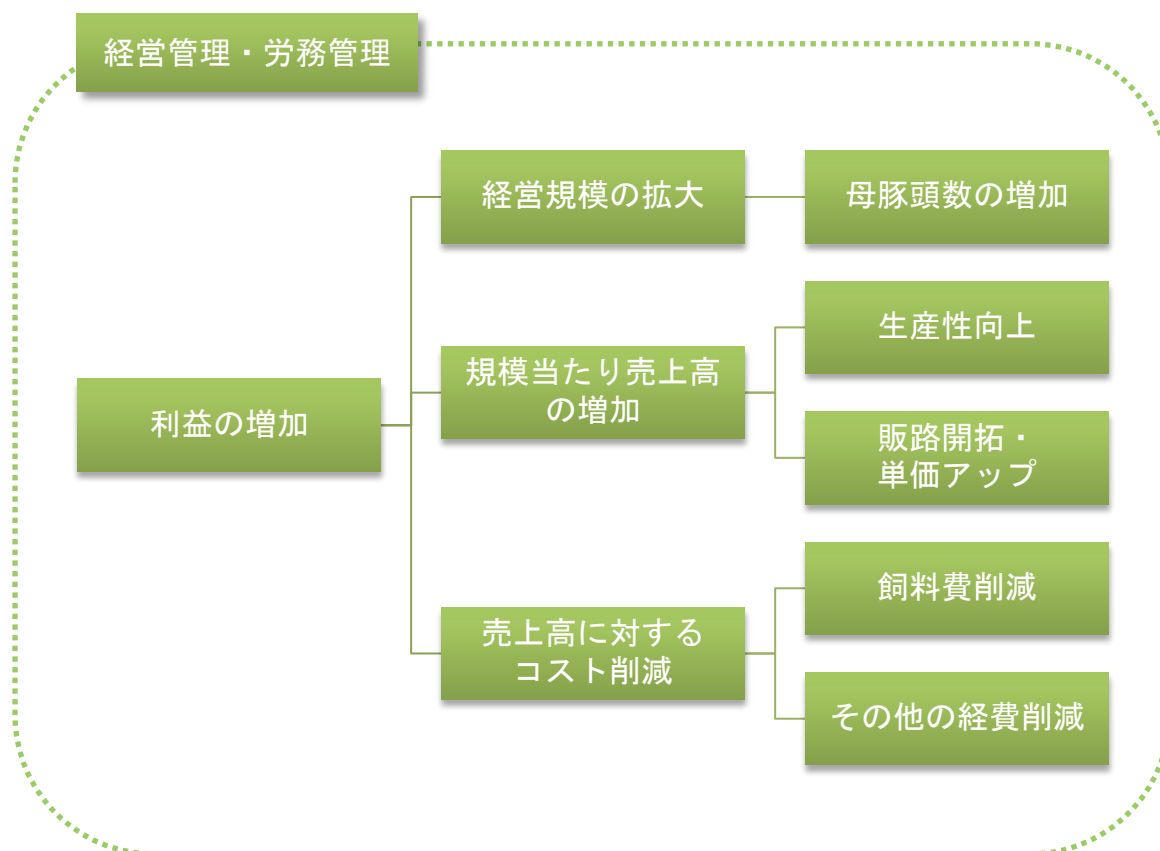 経営管理・労務管理
経営規模の拡大
母豚頭数の増加
利益の増加
規模当たり売上高
の増加
生産性向上
販路開拓・
単価アップ
売上高に対する
コスト削減
飼料費削減
その他の経費削減